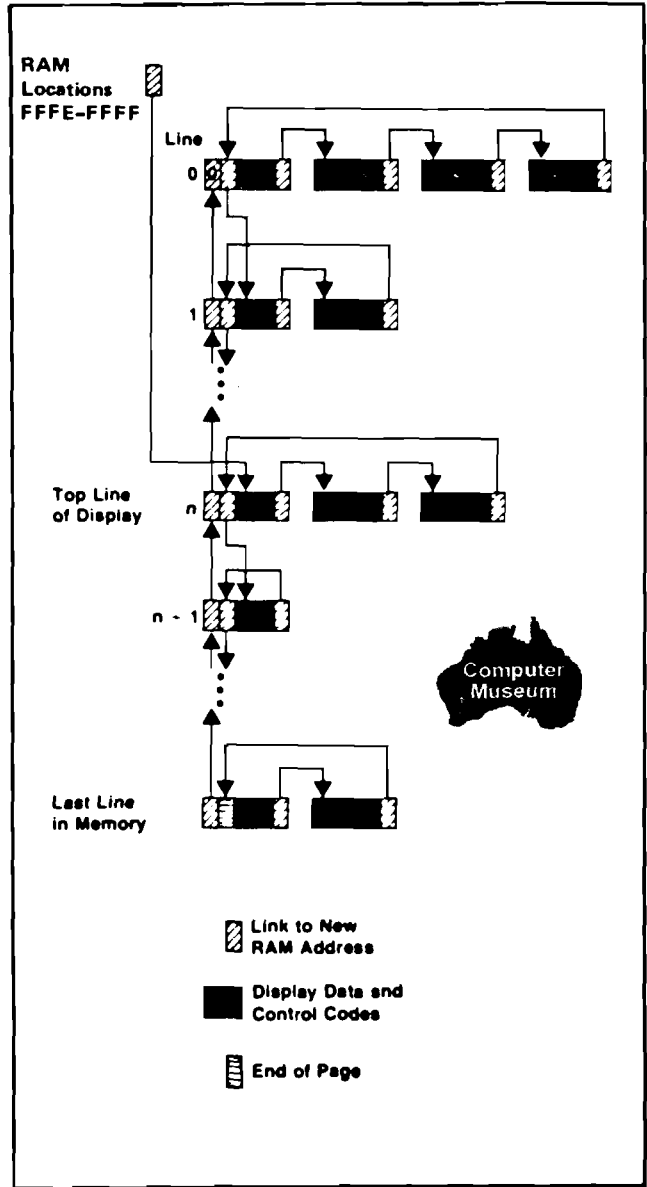 RAM
Locations
FFFE-FFFF
Line
0 0
1
Top Line
of Display
n
n - 1
Computer
Museum
Last Line
in Memory
Link to New
RAM Address
Display Data and
Control Codes
End of Page